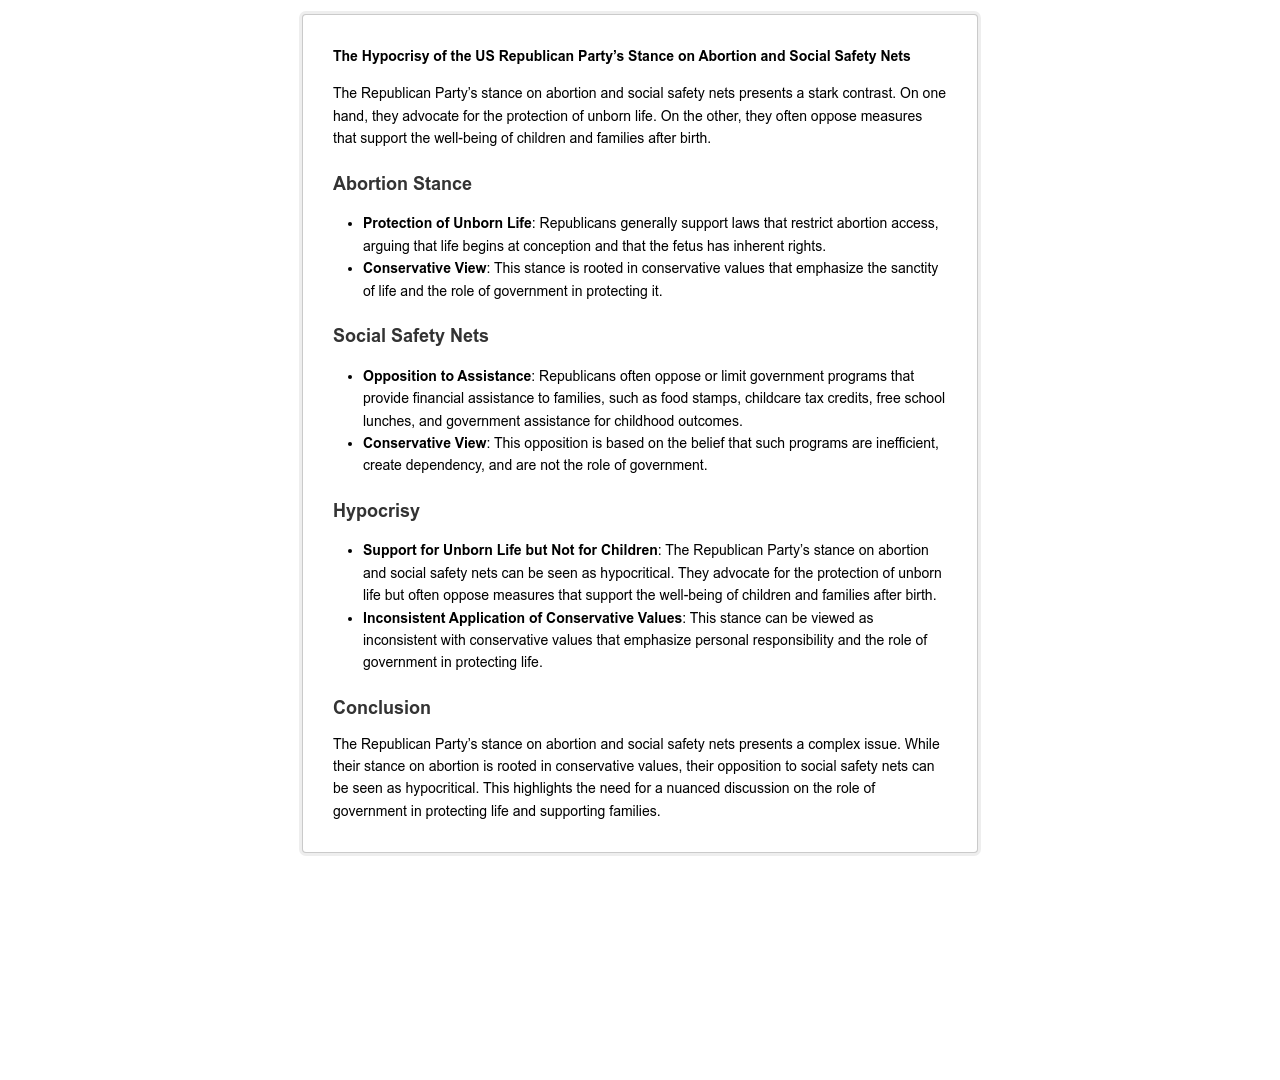 The Hypocrisy of the US Republican Party’s Stance on Abortion and Social Safety Nets
The Republican Party’s stance on abortion and social safety nets presents a stark contrast. On one
hand, they advocate for the protection of unborn life. On the other, they often oppose measures
that support the well-being of children and families after birth.
Abortion Stance
• Protection of Unborn Life: Republicans generally support laws that restrict abortion access,
arguing that life begins at conception and that the fetus has inherent rights.
• Conservative View: This stance is rooted in conservative values that emphasize the sanctity
of life and the role of government in protecting it.
Social Safety Nets
• Opposition to Assistance: Republicans often oppose or limit government programs that
provide financial assistance to families, such as food stamps, childcare tax credits, free school
lunches, and government assistance for childhood outcomes.
• Conservative View: This opposition is based on the belief that such programs are inefficient,
create dependency, and are not the role of government.
Hypocrisy
• Support for Unborn Life but Not for Children: The Republican Party’s stance on abortion
and social safety nets can be seen as hypocritical. They advocate for the protection of unborn
life but often oppose measures that support the well-being of children and families after birth.
• Inconsistent Application of Conservative Values: This stance can be viewed as
inconsistent with conservative values that emphasize personal responsibility and the role of
government in protecting life.
Conclusion
The Republican Party’s stance on abortion and social safety nets presents a complex issue. While
their stance on abortion is rooted in conservative values, their opposition to social safety nets can
be seen as hypocritical. This highlights the need for a nuanced discussion on the role of
government in protecting life and supporting families.